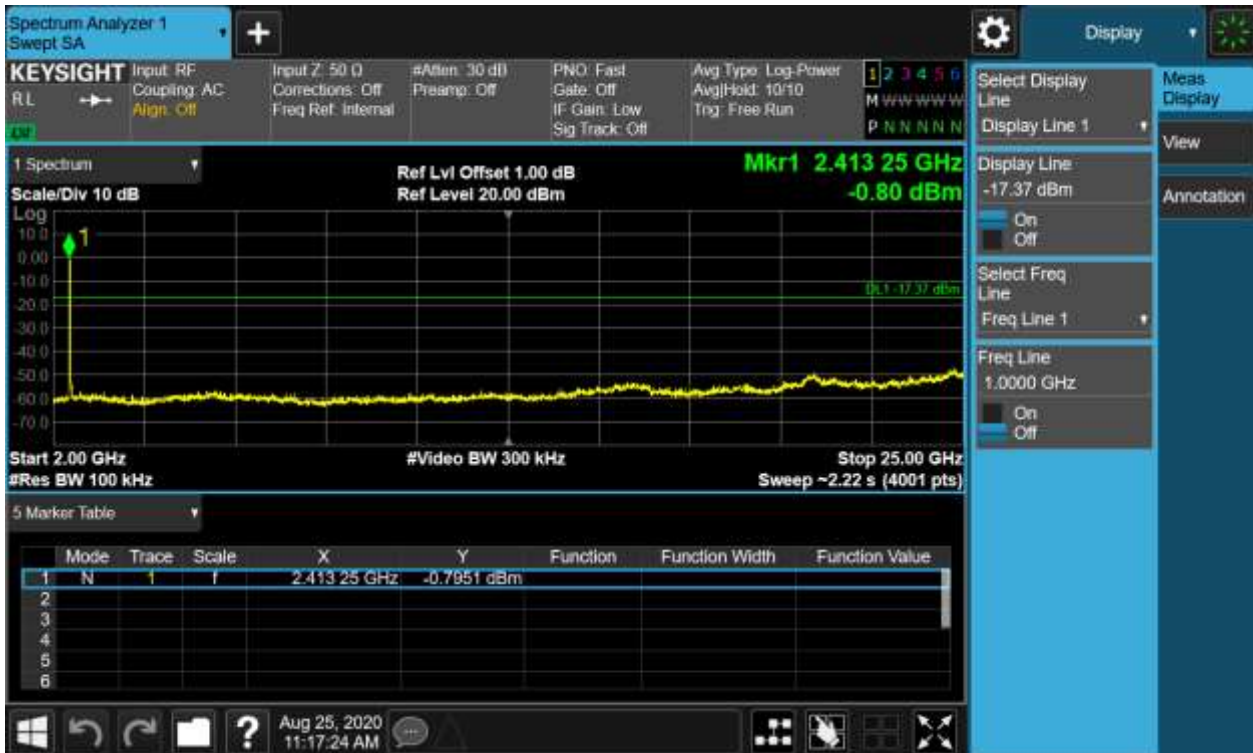 Spectrum Analyzer 1
Swept SA
Display
KEYSIGHT
RL
Input: RF
Coupling: AC
Align: Off
Input Z: 50 Ω
Corrections: Off
Freq Ref: Internal
#Atten: 30 dB
Preamp: Off
PNO: Fast
Gate: Off
IF Gain: Low
Sig Track: Off
Avg Type: Log-Power
Avg|Hold: 10/10
Trig: Free Run
1 2 3 4 5 6
M W W W W W
P N N N N N
1 Spectrum
Scale/Div 10 dB
Ref Lvl Offset 1.00 dB
Ref Level 20.00 dBm
Mkr1 2.413 25 GHz
-0.80 dBm
Log
10.0
0.00
-10.0
-20.0
-30.0
-40.0
-50.0
-60.0
-70.0
1
DL1 -17.37 dBm
Start 2.00 GHz
#Res BW 100 kHz
#Video BW 300 kHz
Stop 25.00 GHz
Sweep ~2.22 s (4001 pts)
5 Marker Table
Mode Trace Scale X Y Function Function Width Function Value
1 N 1 f 2.413 25 GHz -0.7951 dBm
2
3
4
5
6
Aug 25, 2020
11:17:24 AM
Select Display
Line
Display Line 1
Display Line
-17.37 dBm
On
Off
Select Freq
Line
Freq Line 1
Freq Line
1.0000 GHz
On
Off
Meas
Display
View
Annotation